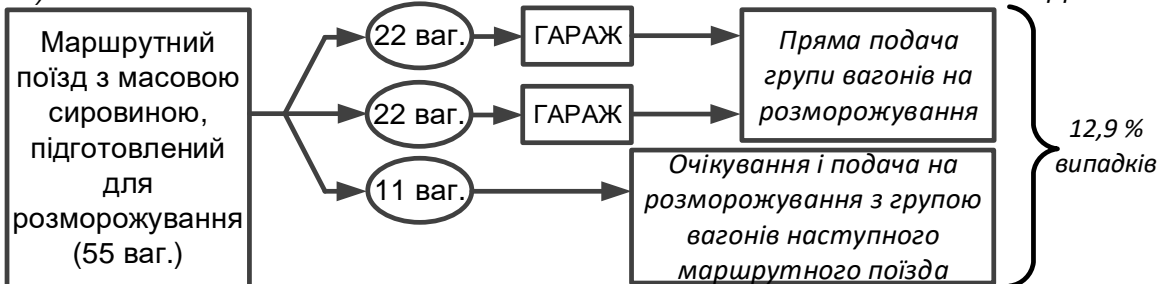 Маршрутний
поїзд з масовою
сировиною,
підготовлений
для
розморожування
(55 ваг.)
22 ваг.
ГАРАЖ
22 ваг.
ГАРАЖ
11 ваг.
Пряма подача
групи вагонів на
розморожування
Очікування і подача на
розморожування з групою
вагонів наступного
маршрутного поїзда
12,9 %
випадків